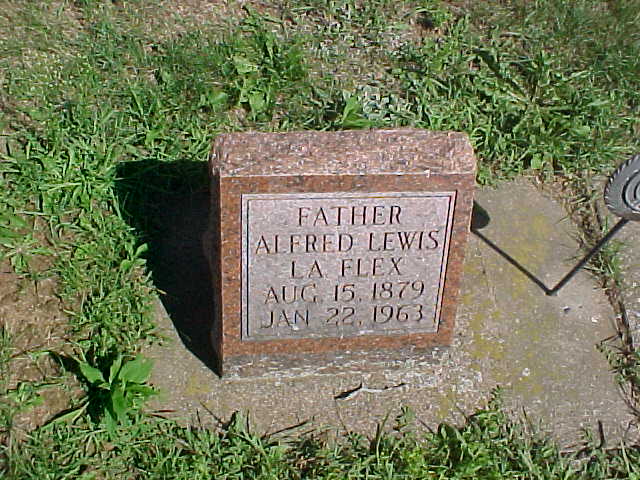 FATHER
ALFRED LEWIS
LA FLEX
AUG. 15, 1879
JAN 22, 1963